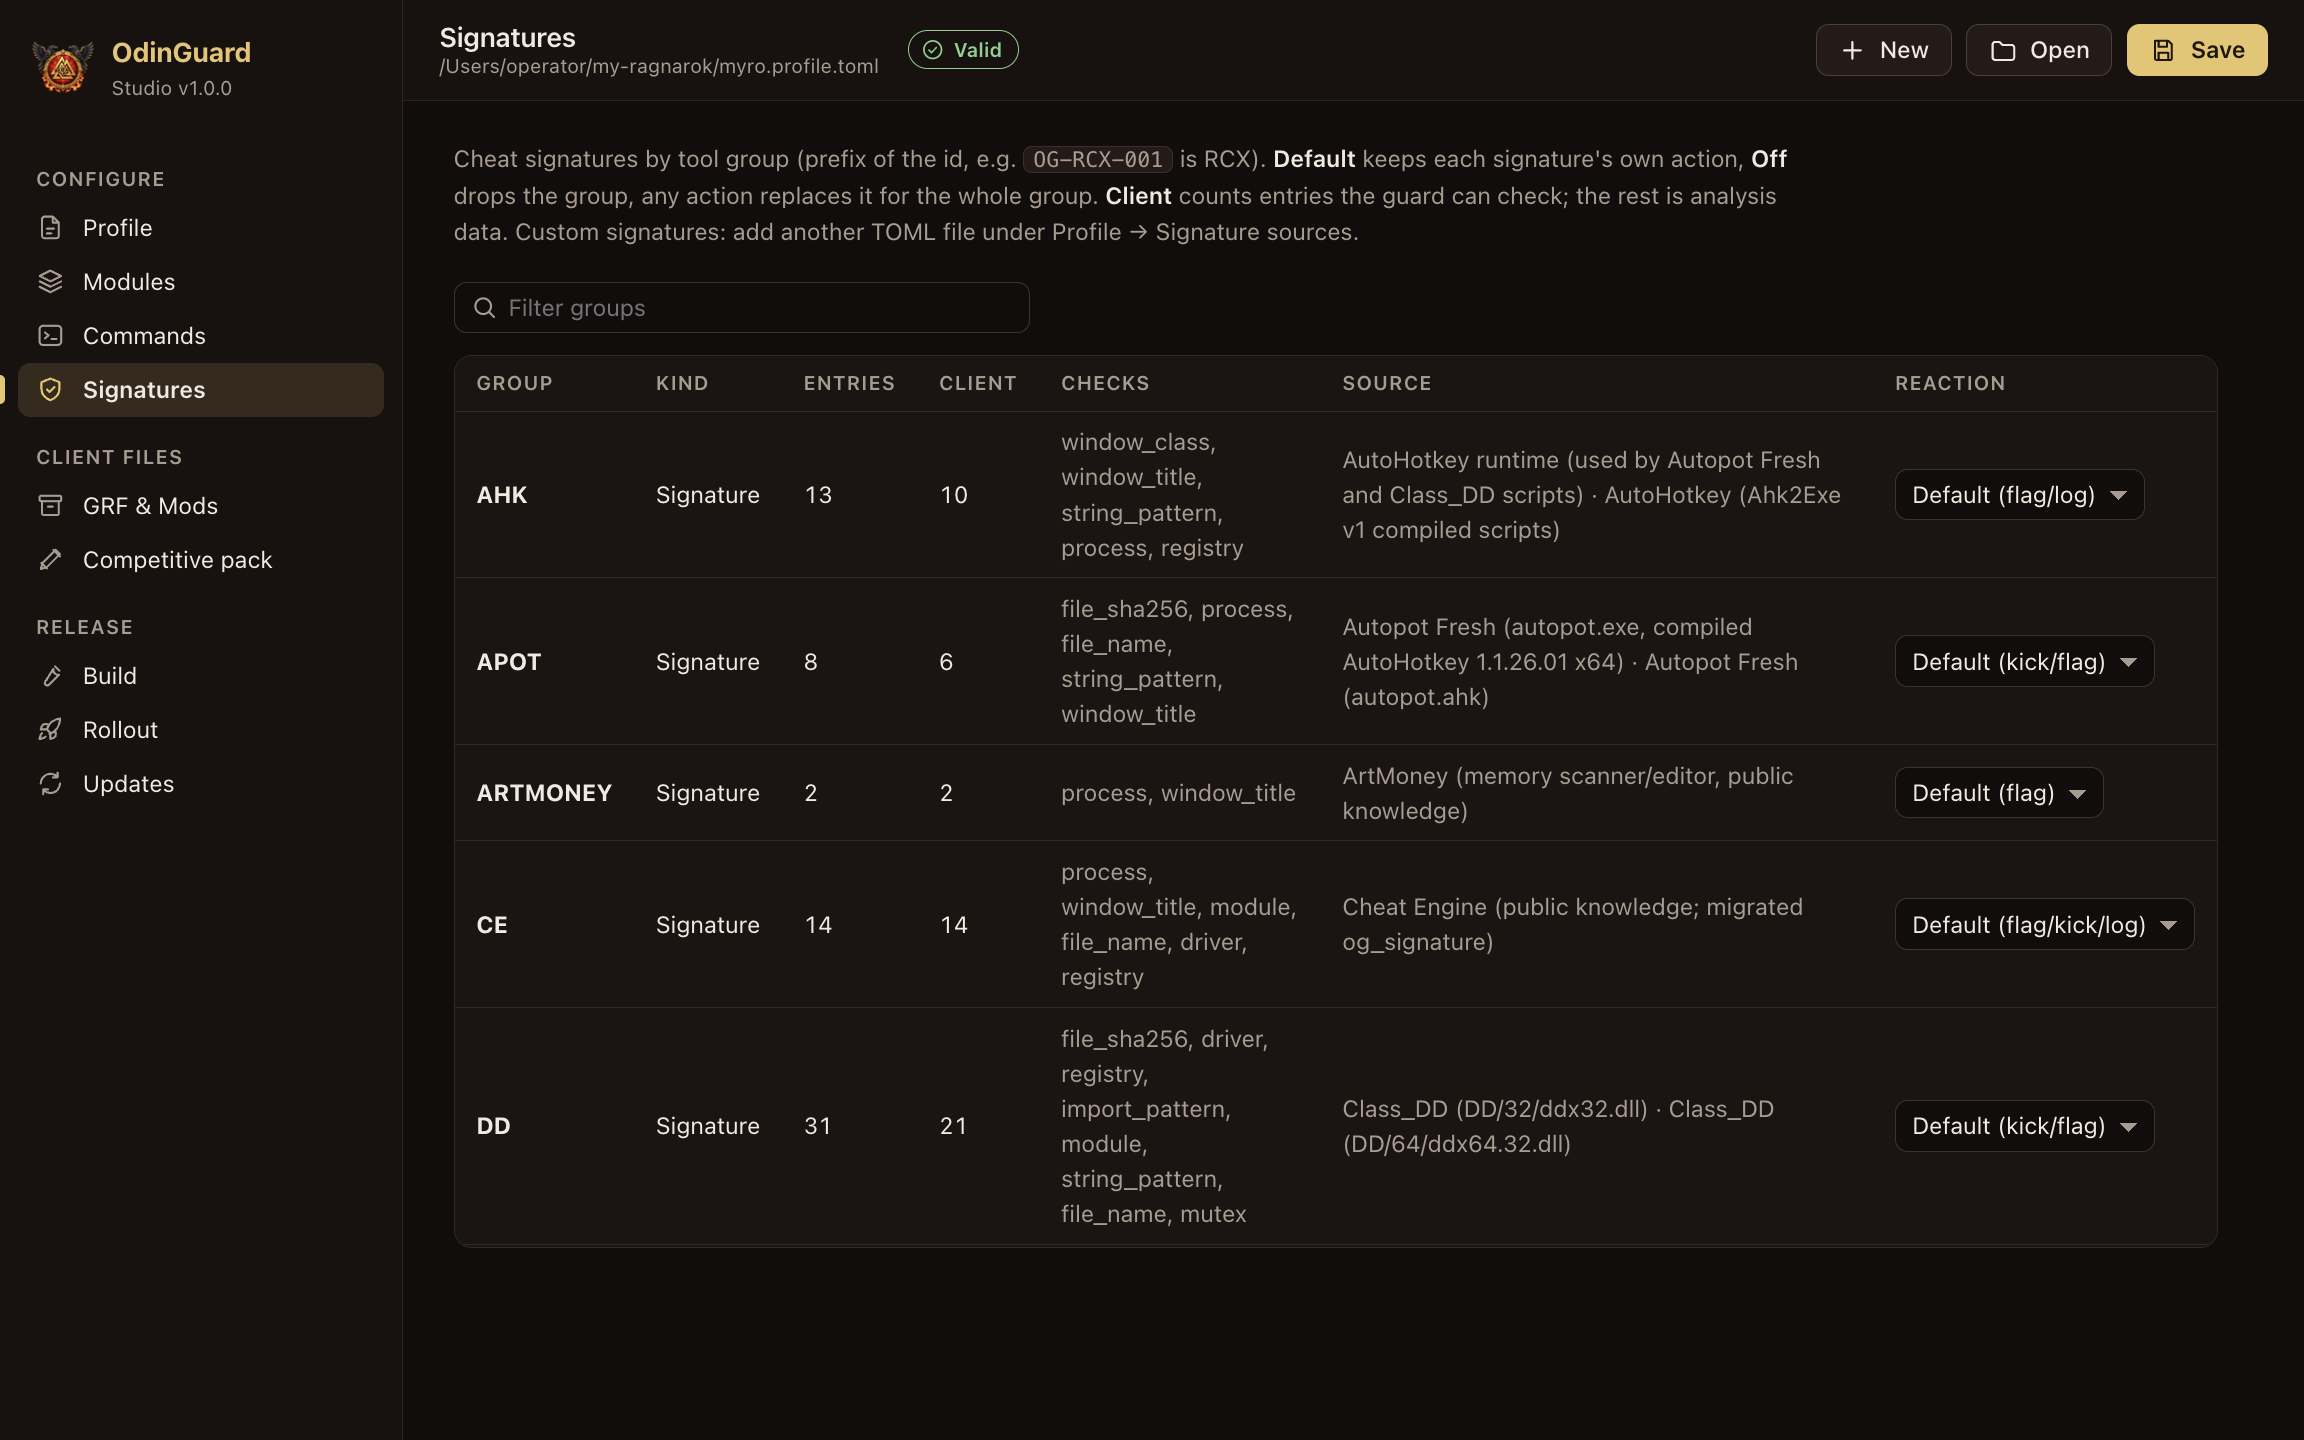 OdinGuard
Studio v1.0.0
CONFIGURE
Profile
Modules
Commands
Signatures
CLIENT FILES
GRF & Mods
Competitive pack
RELEASE
Build
Rollout
Updates
Signatures
/Users/operator/my-ragnarok/myro.profile.toml
Valid
New
Open
Save
Cheat signatures by tool group (prefix of the id, e.g. OG-RCX-001 is RCX). Default keeps each signature's own action, Off
drops the group, any action replaces it for the whole group. Client counts entries the guard can check; the rest is analysis
data. Custom signatures: add another TOML file under Profile → Signature sources.
Filter groups
GROUP KIND ENTRIES CLIENT CHECKS SOURCE REACTION
AHK Signature 13 10
window_class,
window_title,
string_pattern,
process, registry
AutoHotkey runtime (used by Autopot Fresh
and Class_DD scripts) · AutoHotkey (Ahk2Exe
v1 compiled scripts)
Default (flag/log)
APOT Signature 8 6
file_sha256, process,
file_name,
string_pattern,
window_title
Autopot Fresh (autopot.exe, compiled
AutoHotkey 1.1.26.01 x64) · Autopot Fresh
(autopot.ahk)
Default (kick/flag)
ARTMONEY Signature 2 2
process, window_title
ArtMoney (memory scanner/editor, public
knowledge)
Default (flag)
CE Signature 14 14
process,
window_title, module,
file_name, driver,
registry
Cheat Engine (public knowledge; migrated
og_signature)
Default (flag/kick/log)
DD Signature 31 21
file_sha256, driver,
registry,
import_pattern,
module,
string_pattern,
file_name, mutex
Class_DD (DD/32/ddx32.dll) · Class_DD
(DD/64/ddx64.32.dll)
Default (kick/flag)